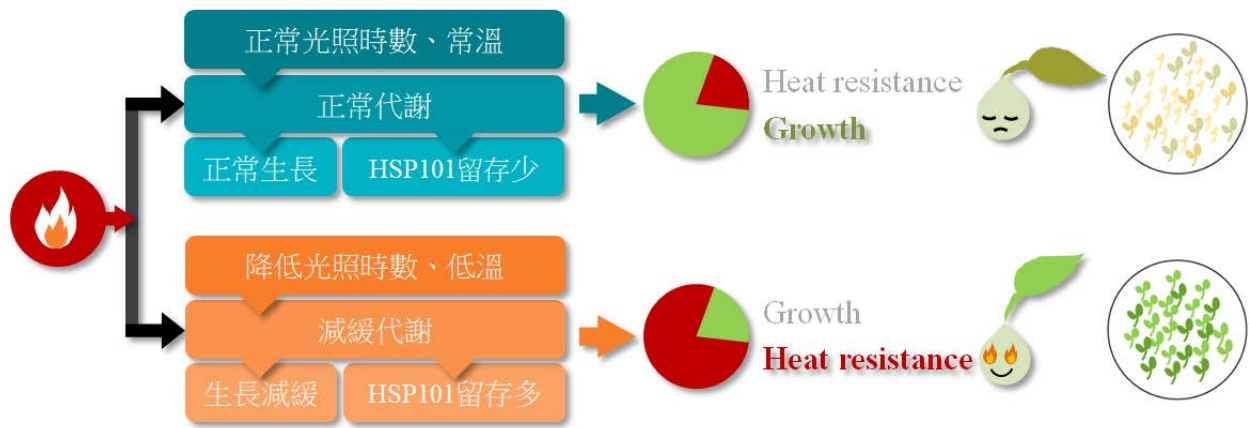 正常光照時數、常溫
正常代謝
正常生長
HSP101留存少
Heat resistance
Growth
降低光照時數、低溫
減緩代謝
生長減緩
HSP101留存多
Growth
Heat resistance